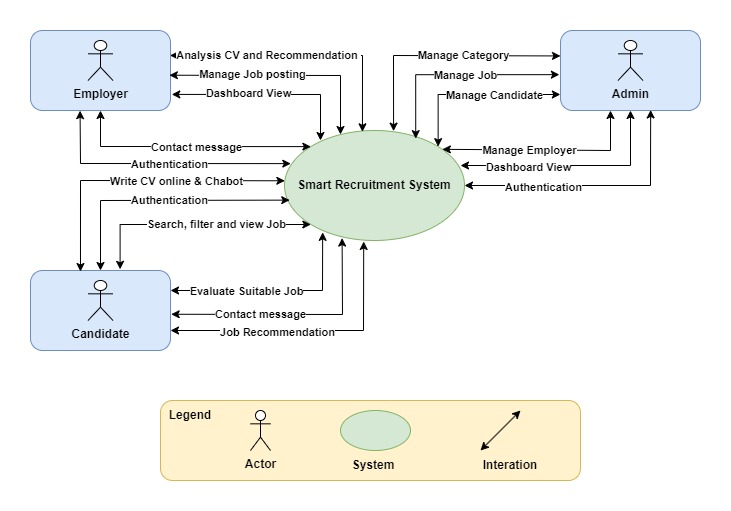 Analysis CV and Recommendation
Manage Job posting
Employer
Dashboard View
Contact message
Authentication
Manage Category
Manage Job
Admin
Manage Candidate
Manage Employer
Dashboard View
Authentication
Smart Recruitment System
Write CV online & Chabot
Authentication
Search, filter and view Job
Candidate
Evaluate Suitable Job
Contact message
Job Recommendation
Legend
Actor
System
Interation